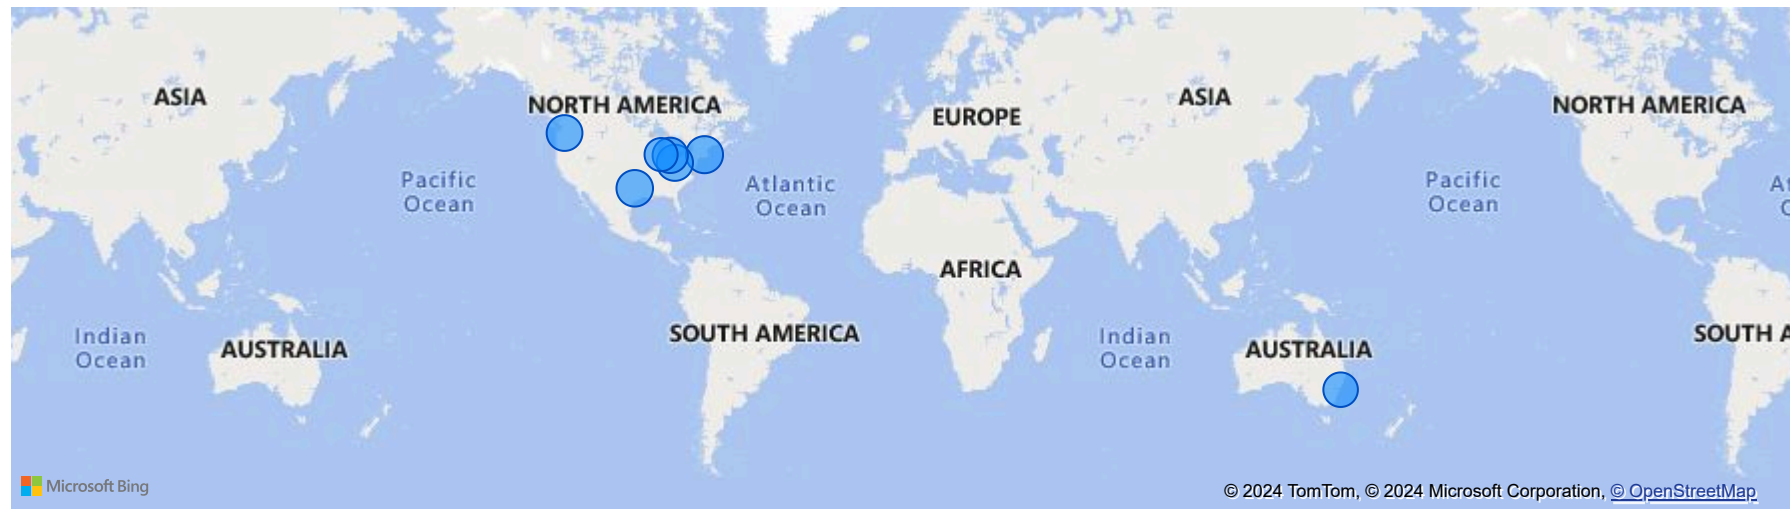 ASIA
NORTH AMERICA
EUROPE
ASIA
NORTH AMERICA
Pacific
Ocean
Atlantic
Ocean
Pacific
Ocean
At
AFRICA
Indian
Ocean
AUSTRALIA
SOUTH AMERICA
Indian
Ocean
AUSTRALIA
SOUTH A
Microsoft Bing
© 2024 TomTom, © 2024 Microsoft Corporation, © OpenStreetMap